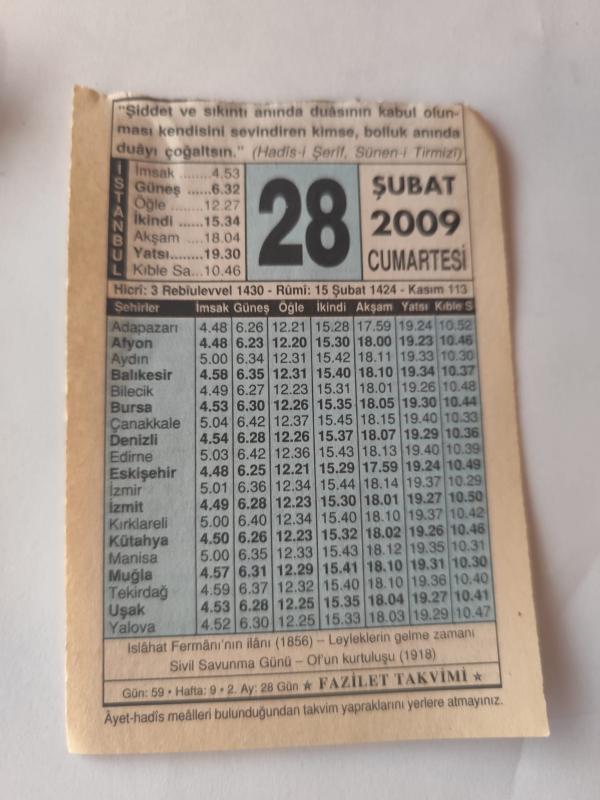 "Şiddet ve sıkıntı anında duâsının kabul olun-
ması kendisini sevindiren kimse, bolluk anında
duâyı çoğaltsın." (Hadîs-i Şerîf, Sünen-i Tirmizî)
İSTANBUL
İmsak ........4.53
Güneş ......6.32
Öğle ........12.27
İkindi ......15.34
Akşam ....18.04
Yatsı......19.30
Kıble Sa...10.46
28
ŞUBAT
2009
CUMARTESİ
Hicrî: 3 Rebîulevvel 1430 - Rûmî: 15 Şubat 1424 - Kasım 113
Şehirler İmsak Güneş Öğle İkindi Akşam Yatsı Kıble S
Adapazarı 4.48 6.26 12.21 15.28 17.59 19.24 10.52
Afyon 4.48 6.23 12.20 15.30 18.00 19.23 10.46
Aydın 5.00 6.34 12.31 15.42 18.11 19.33 10.30
Balıkesir 4.58 6.35 12.31 15.40 18.10 19.34 10.37
Bilecik 4.49 6.27 12.23 15.31 18.01 19.26 10.48
Bursa 4.53 6.30 12.26 15.35 18.05 19.30 10.44
Çanakkale 5.04 6.42 12.37 15.45 18.15 19.40 10.33
Denizli 4.54 6.28 12.26 15.37 18.07 19.29 10.36
Edirne 5.03 6.42 12.36 15.43 18.13 19.40 10.39
Eskişehir 4.48 6.25 12.21 15.29 17.59 19.24 10.49
İzmir 5.01 6.36 12.34 15.44 18.14 19.37 10.29
İzmit 4.49 6.28 12.23 15.30 18.01 19.27 10.50
Kırklareli 5.00 6.40 12.34 15.40 18.10 19.37 10.42
Kütahya 4.50 6.26 12.23 15.32 18.02 19.26 10.46
Manisa 5.00 6.35 12.33 15.43 18.12 19.35 10.31
Muğla 4.57 6.31 12.29 15.41 18.10 19.31 10.30
Tekirdağ 4.59 6.37 12.32 15.40 18.10 19.36 10.40
Uşak 4.53 6.28 12.25 15.35 18.04 19.27 10.41
Yalova 4.52 6.30 12.25 15.33 18.03 19.29 10.47
Islâhat Fermânı'nın ilânı (1856) – Leyleklerin gelme zamanı
Sivil Savunma Günü – Of'un kurtuluşu (1918)
Gün: 59 • Hafta: 9 • 2. Ay: 28 Gün ★ FAZİLET TAKVİMİ ★
Âyet-hadîs meâlleri bulunduğundan takvim yapraklarını yerlere atmayınız.